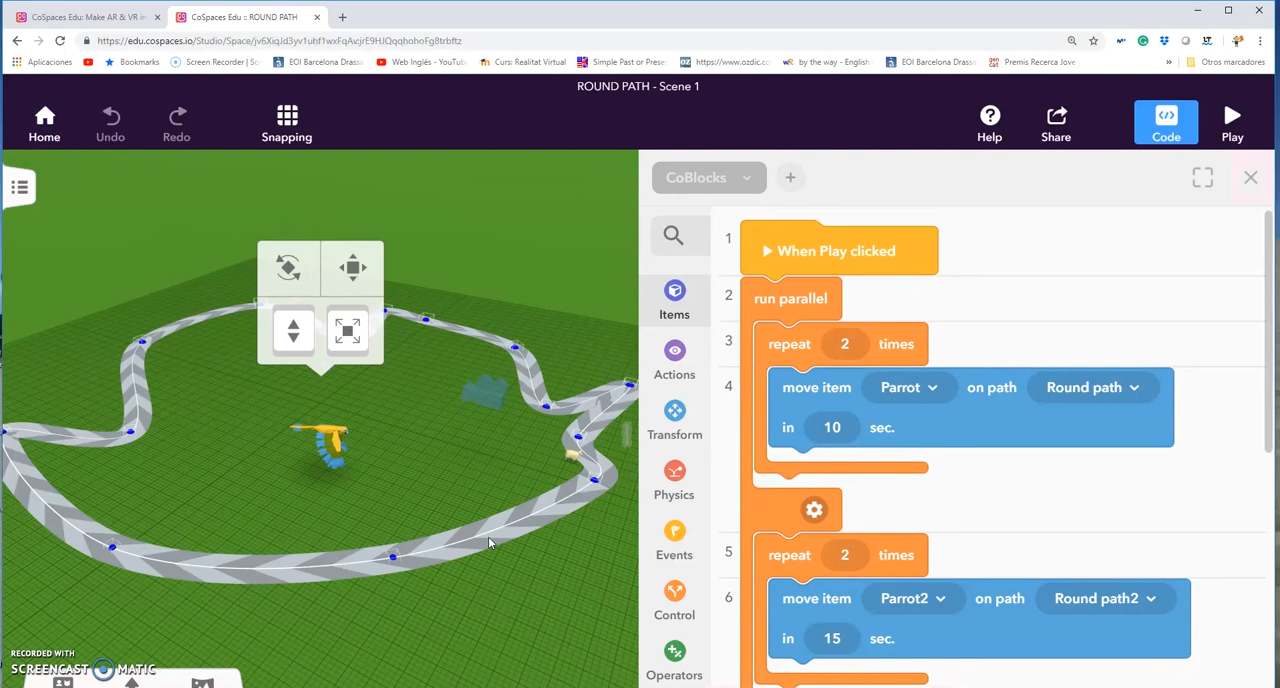 CoSpaces Edu: Make AR & VR in
CoSpaces Edu :: ROUND PATH
https://edu.cospaces.io/Studio/Space/jv6XiqJd3yv1uhf1wxFqAvcjrE9HJQqqhohoFg8trbftz
Aplicaciones
Bookmarks
Screen Recorder | Sc
EOI Barcelona Drassa
Web Inglés - YouTub
Curs: Realitat Virtual
Simple Past or Prese
https://www.ozdic.
by the way - English
EOI Barcelona Drass
Premis Recerca Jove
»
Otros marcadores
ROUND PATH - Scene 1
Home
Undo
Redo
Snapping
Help
Share
Code
Play
CoBlocks
+
1 When Play clicked
2 run parallel
Items
3 repeat 2 times
Actions
4 move item Parrot on path Round path
in 10 sec.
Transform
Physics
Events
5 repeat 2 times
Control
6 move item Parrot2 on path Round path2
in 15 sec.
Operators
RECORDED WITH
SCREENCAST MATIC